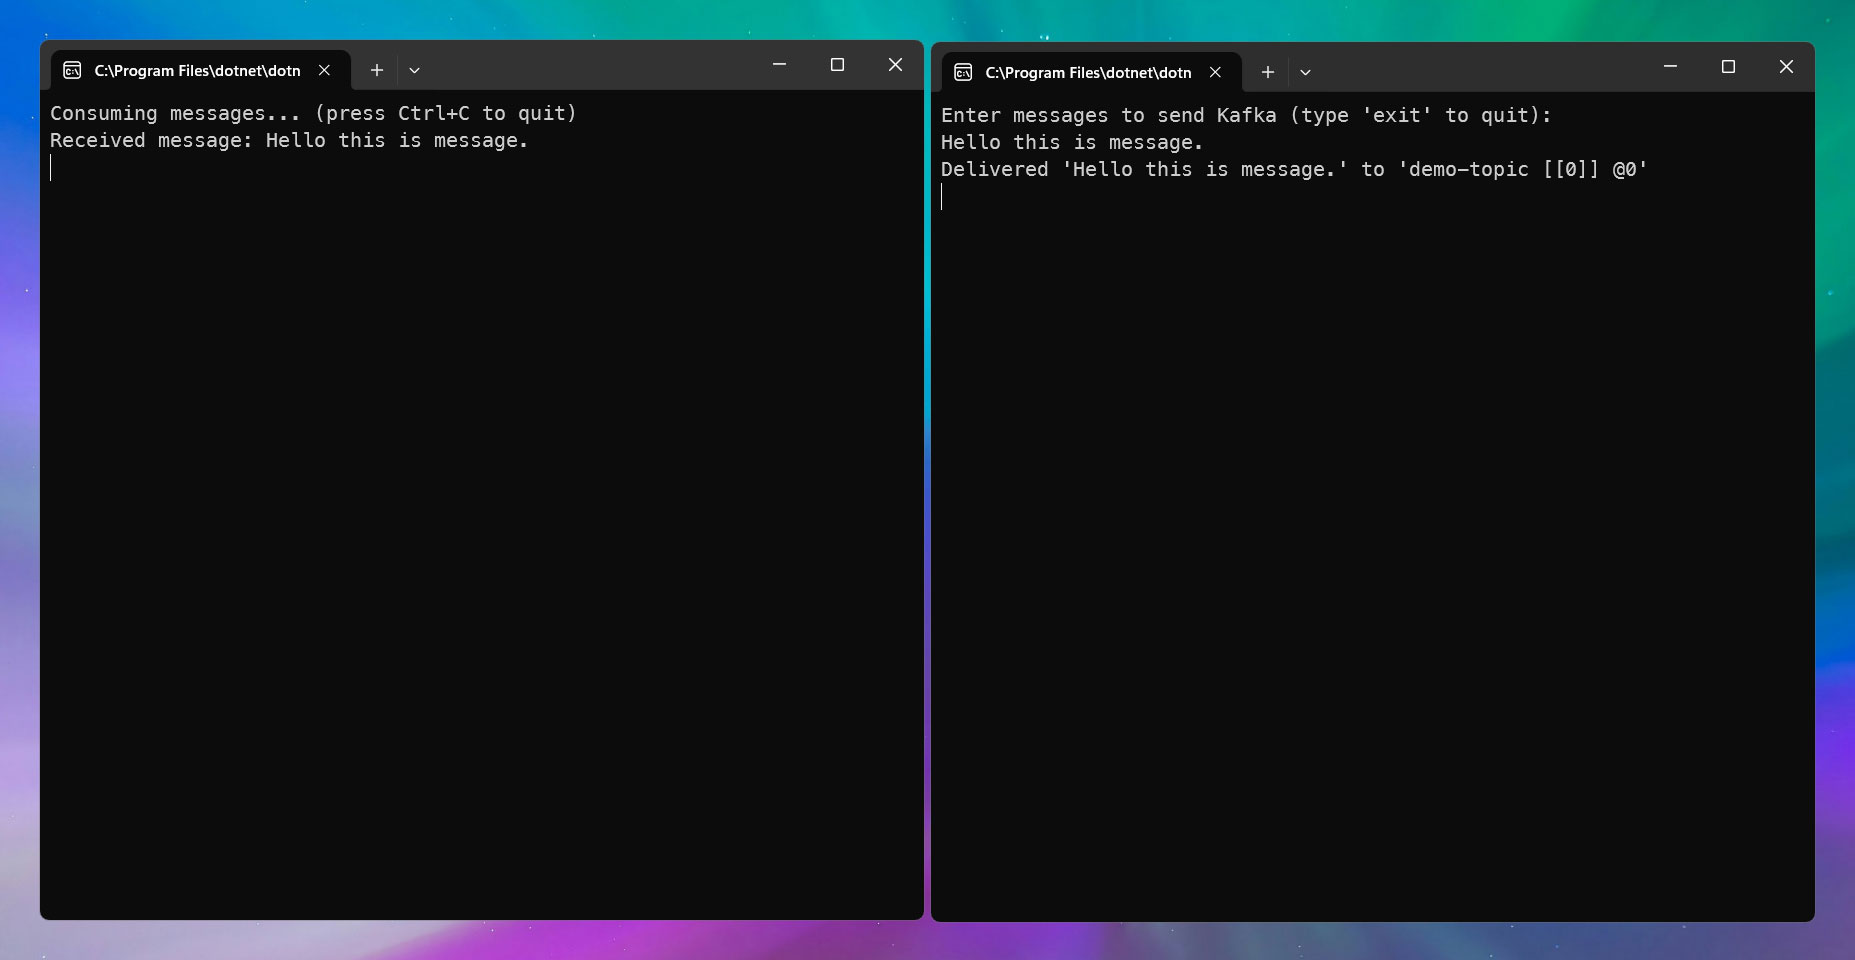 C:\Program Files\dotnet\dotn
Consuming messages... (press Ctrl+C to quit)
Received message: Hello this is message.
C:\Program Files\dotnet\dotn
Enter messages to send Kafka (type 'exit' to quit):
Hello this is message.
Delivered 'Hello this is message.' to 'demo-topic [[0]] @0'